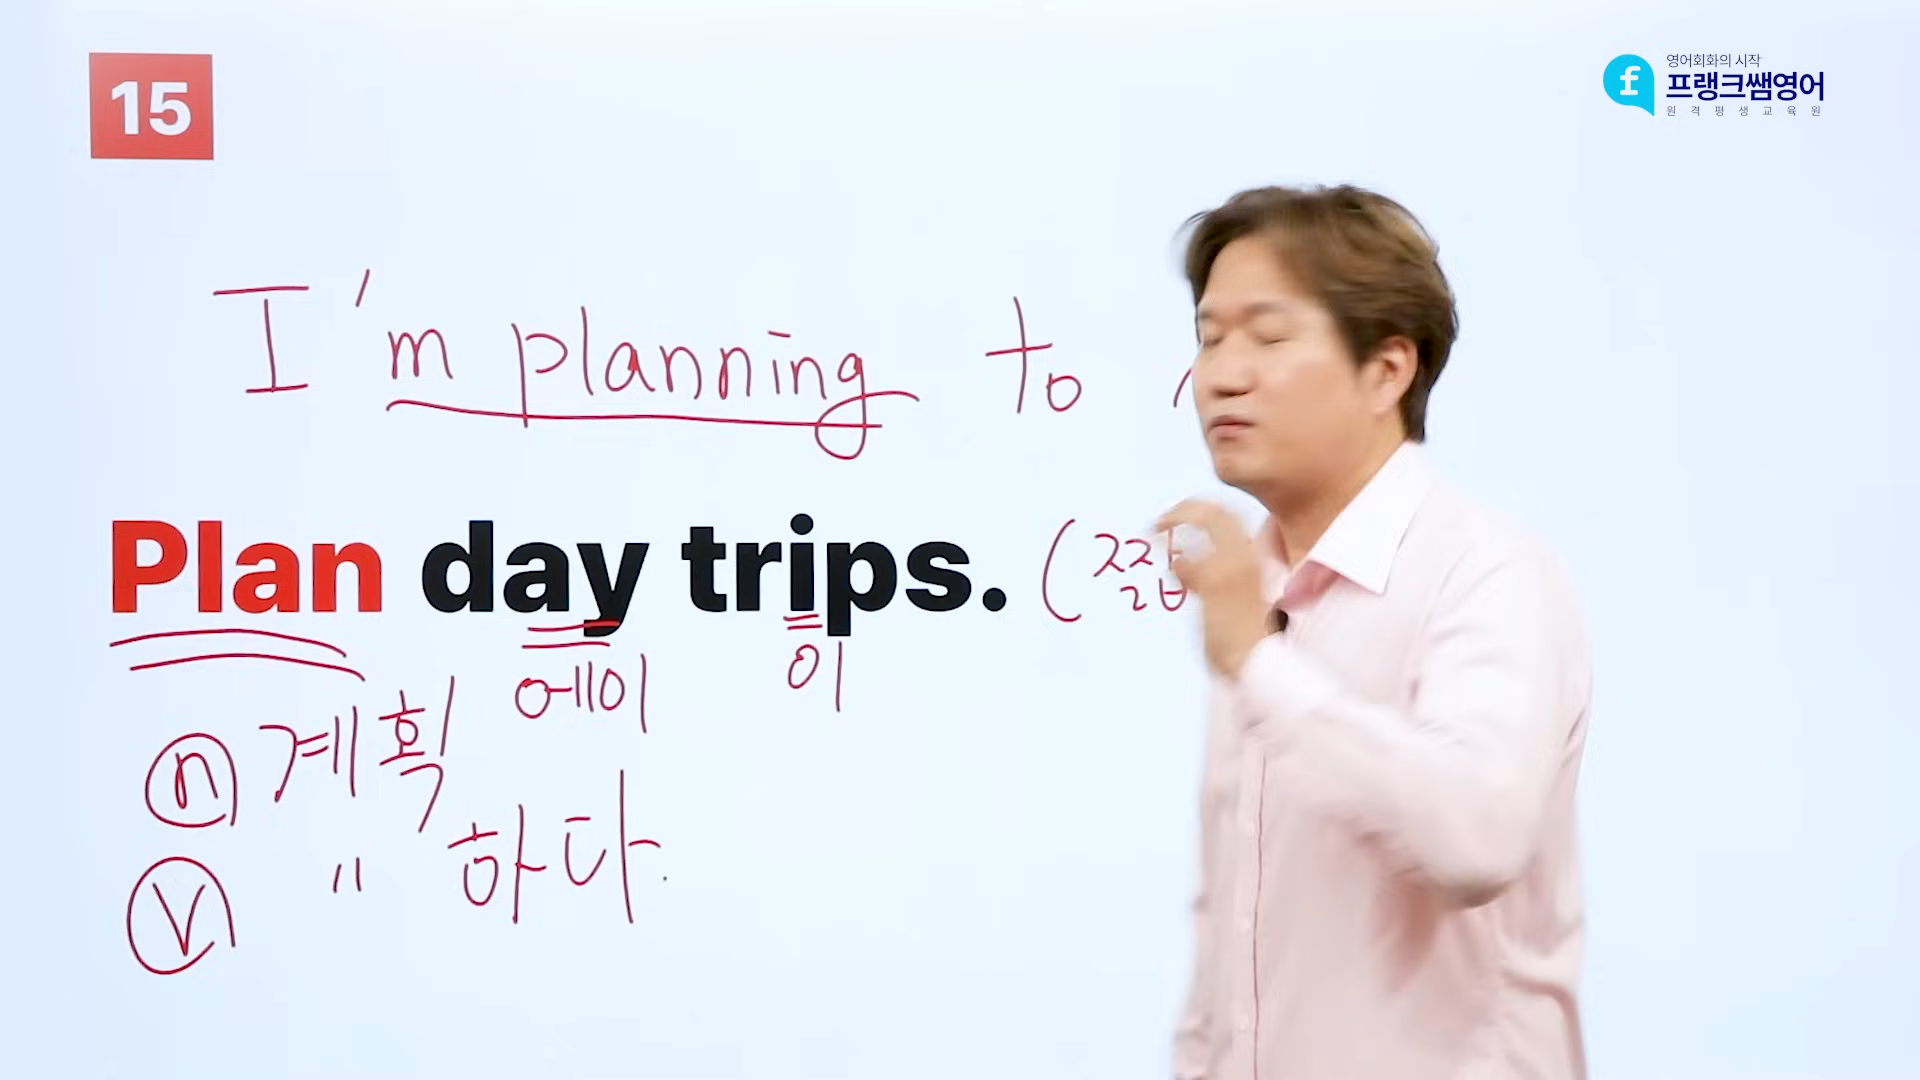 15
영어회화의 시작
프랭크쌤영어
원격평생교육원
I'm planning to
Plan day trips. (
에이 이
n 계획
v " 하다.